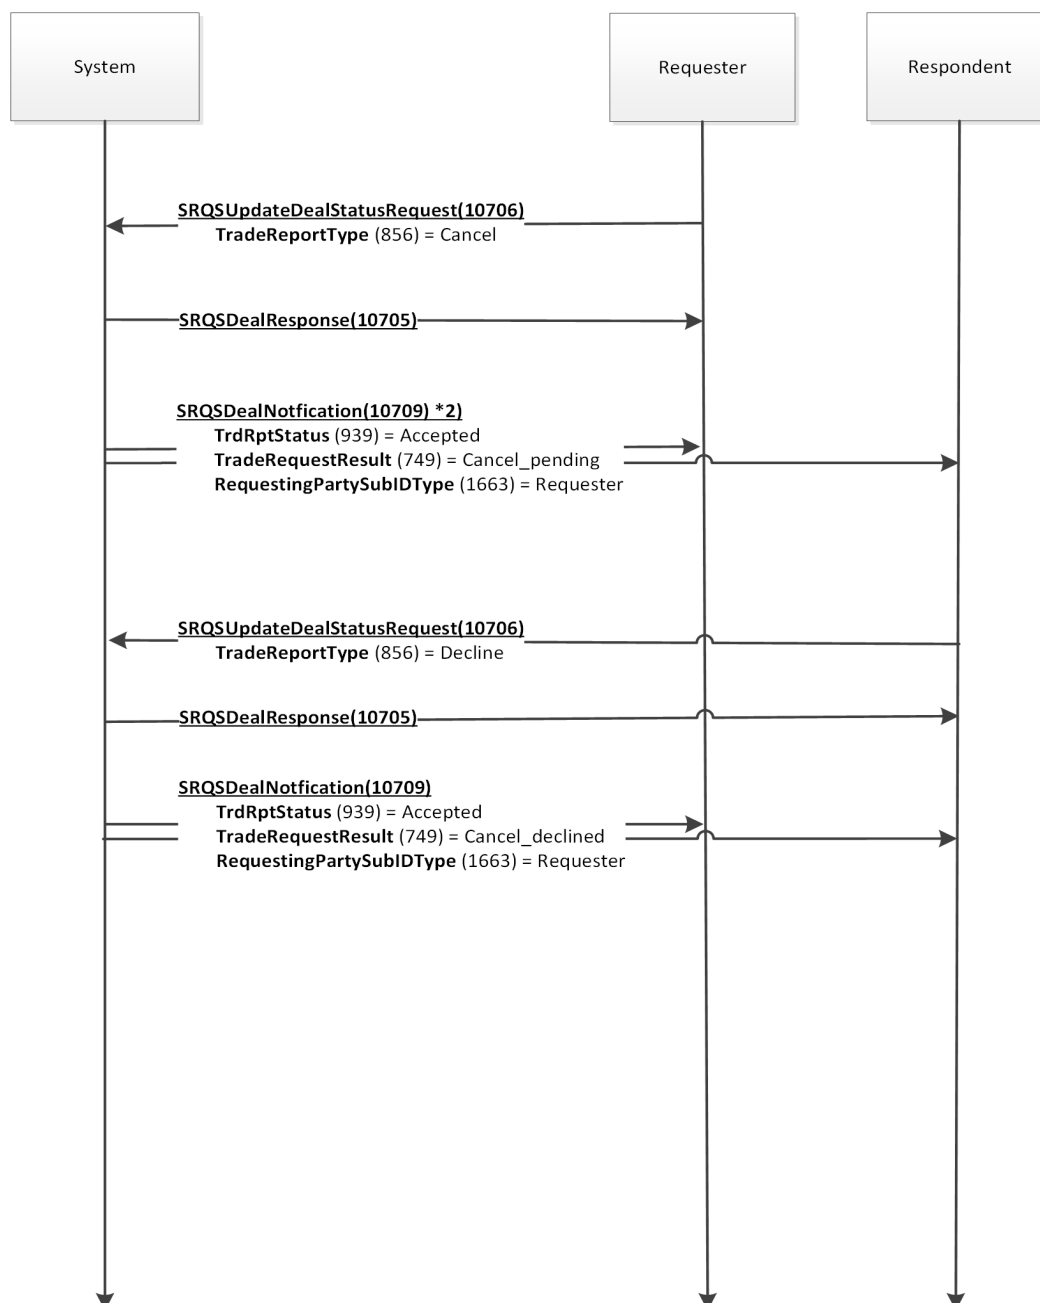 System
Requester
Respondent
SRQSUpdateDealStatusRequest(10706)
TradeReportType (856) = Cancel
SRQSDealResponse(10705)
SRQSDealNotfication(10709) *2)
TrdRptStatus (939) = Accepted
TradeRequestResult (749) = Cancel_pending
RequestingPartySubIDType (1663) = Requester
SRQSUpdateDealStatusRequest(10706)
TradeReportType (856) = Decline
SRQSDealResponse(10705)
SRQSDealNotfication(10709)
TrdRptStatus (939) = Accepted
TradeRequestResult (749) = Cancel_declined
RequestingPartySubIDType (1663) = Requester